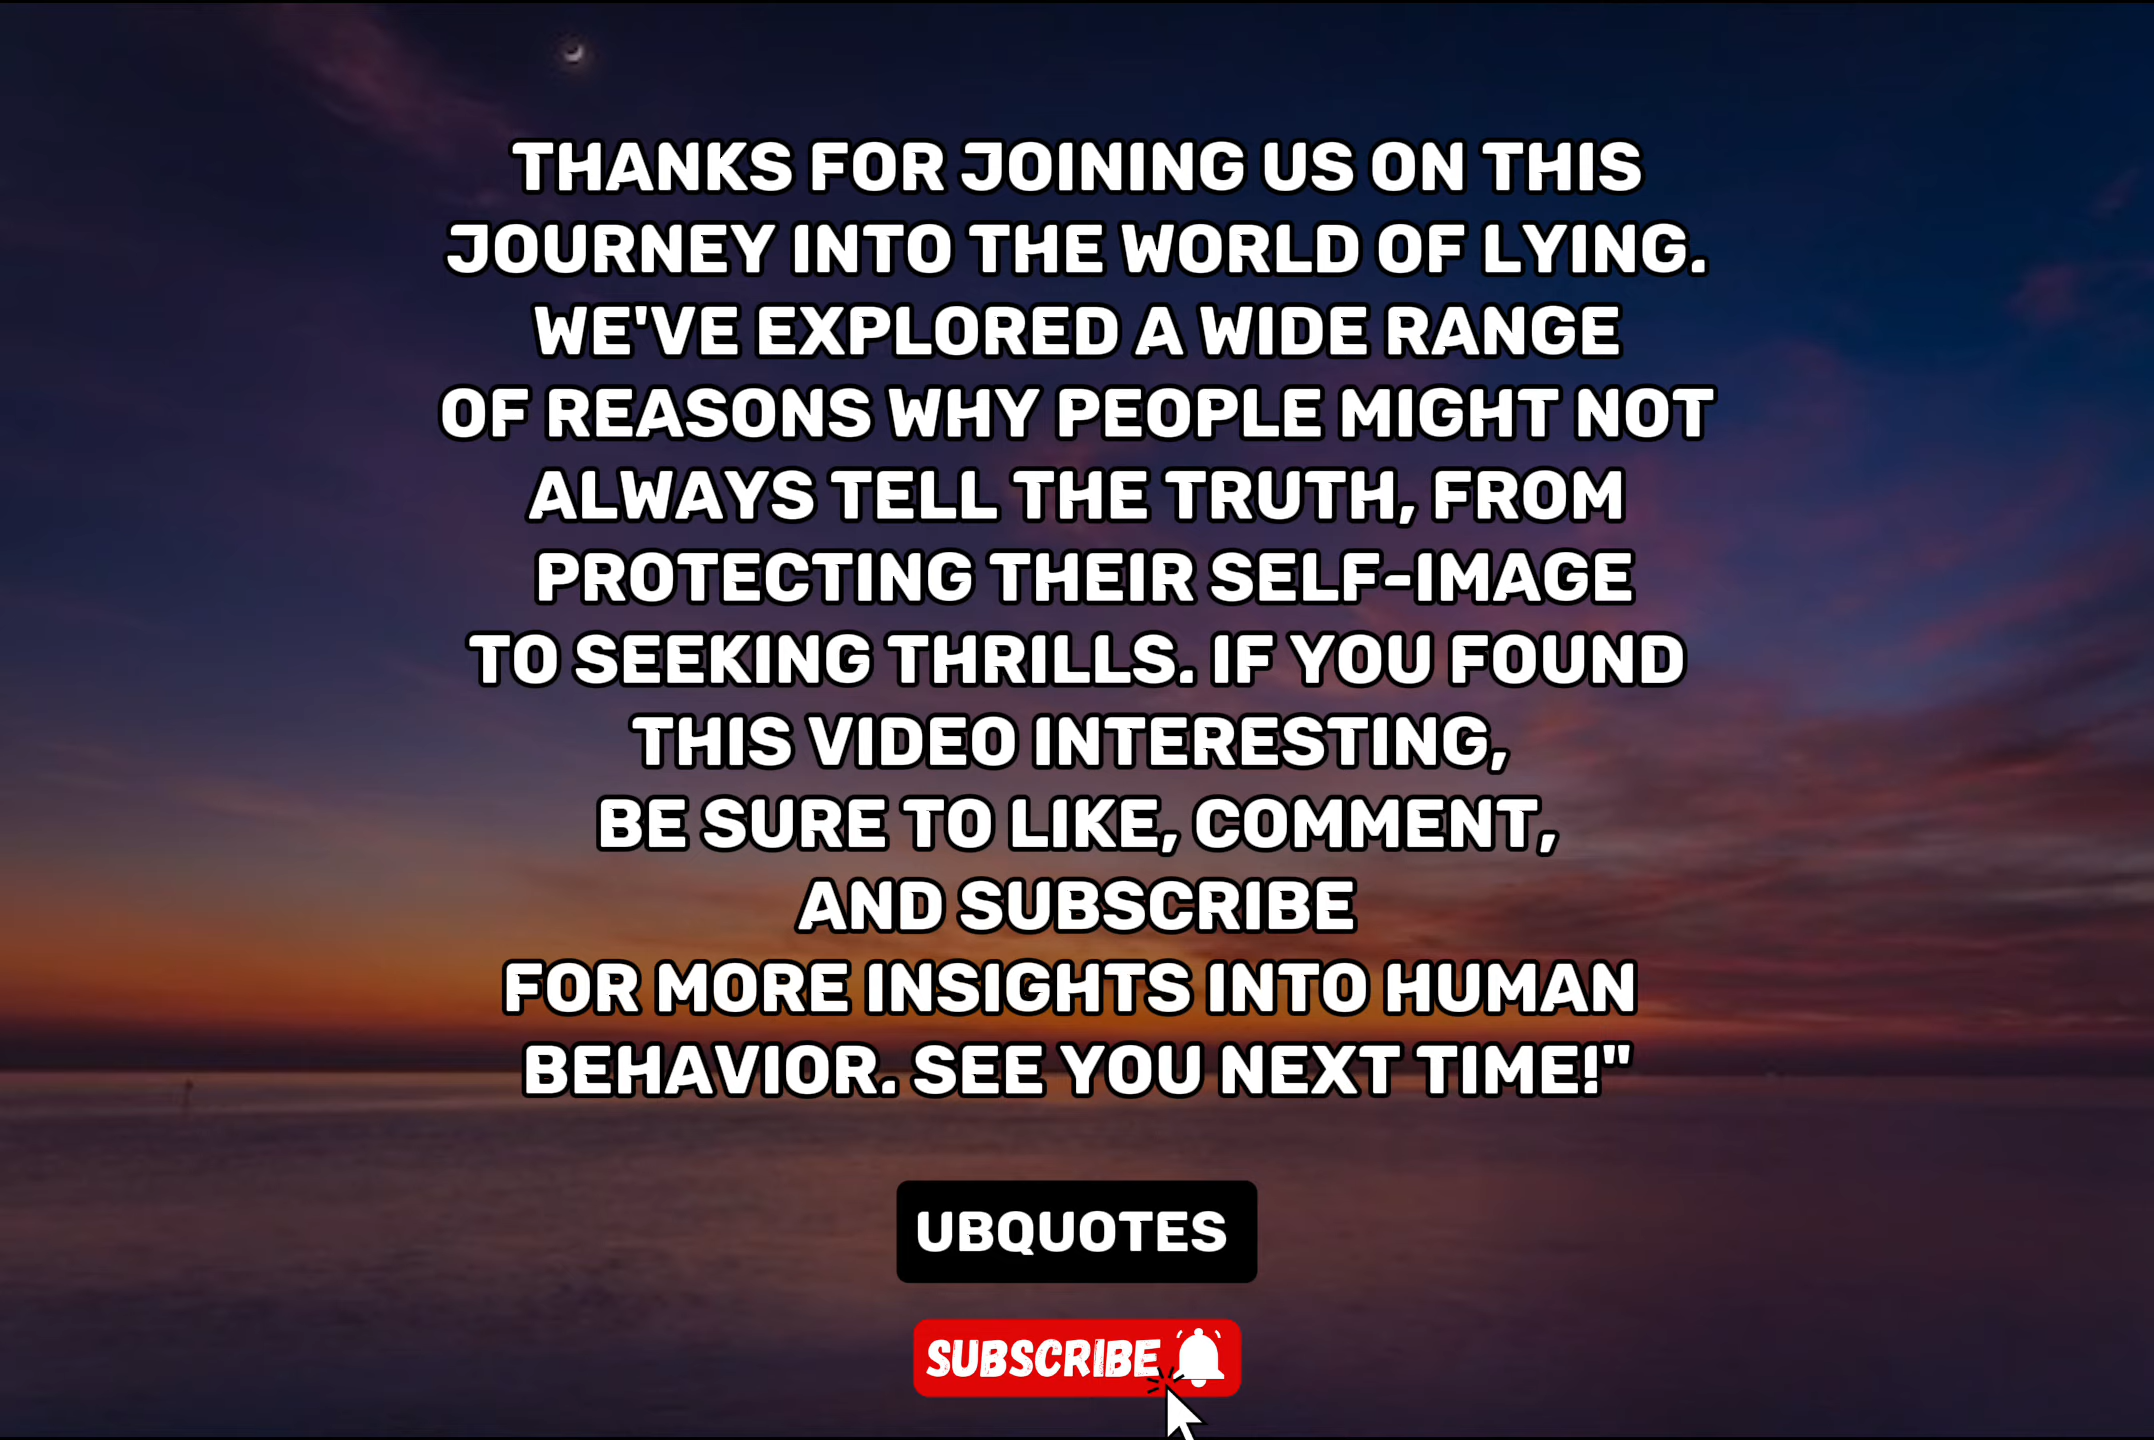 THANKS FOR JOINING US ON THIS
JOURNEY INTO THE WORLD OF LYING.
WE'VE EXPLORED A WIDE RANGE
OF REASONS WHY PEOPLE MIGHT NOT
ALWAYS TELL THE TRUTH, FROM
PROTECTING THEIR SELF-IMAGE
TO SEEKING THRILLS. IF YOU FOUND
THIS VIDEO INTERESTING,
BE SURE TO LIKE, COMMENT,
AND SUBSCRIBE
FOR MORE INSIGHTS INTO HUMAN
BEHAVIOR. SEE YOU NEXT TIME!"
UBQUOTES
SUBSCRIBE